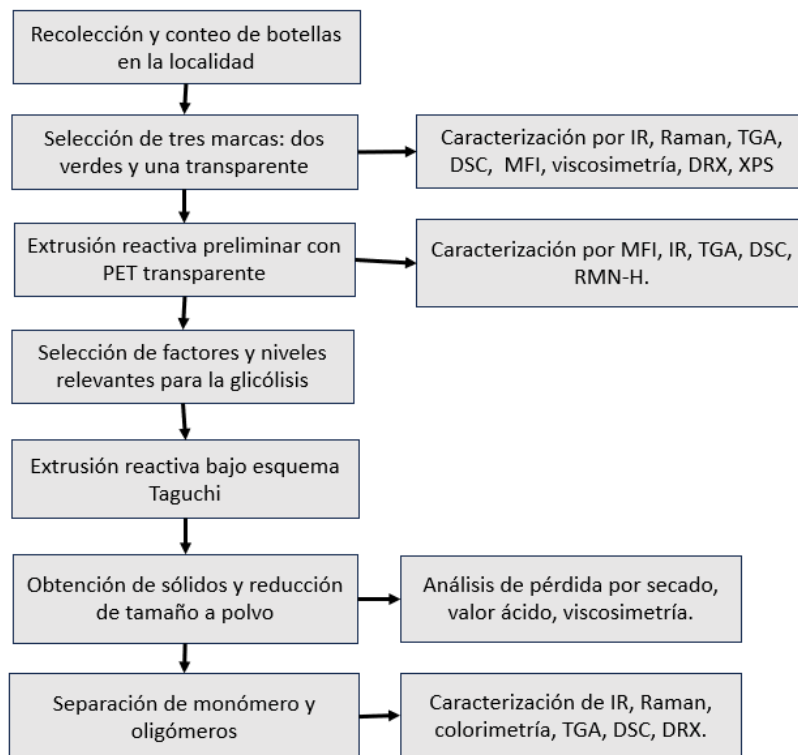 Recolección y conteo de botellas
en la localidad
Selección de tres marcas: dos
verdes y una transparente
Caracterización por IR, Raman, TGA,
DSC,  MFI, viscosimetría, DRX, XPS
Extrusión reactiva preliminar con
PET transparente
Caracterización por MFI, IR, TGA, DSC,
RMN-H.
Selección de factores y niveles
relevantes para la glicólisis
Extrusión reactiva bajo esquema
Taguchi
Obtención de sólidos y reducción
de tamaño a polvo
Análisis de pérdida por secado,
valor ácido, viscosimetría.
Separación de monómero y
oligómeros
Caracterización de IR, Raman,
colorimetría, TGA, DSC, DRX.